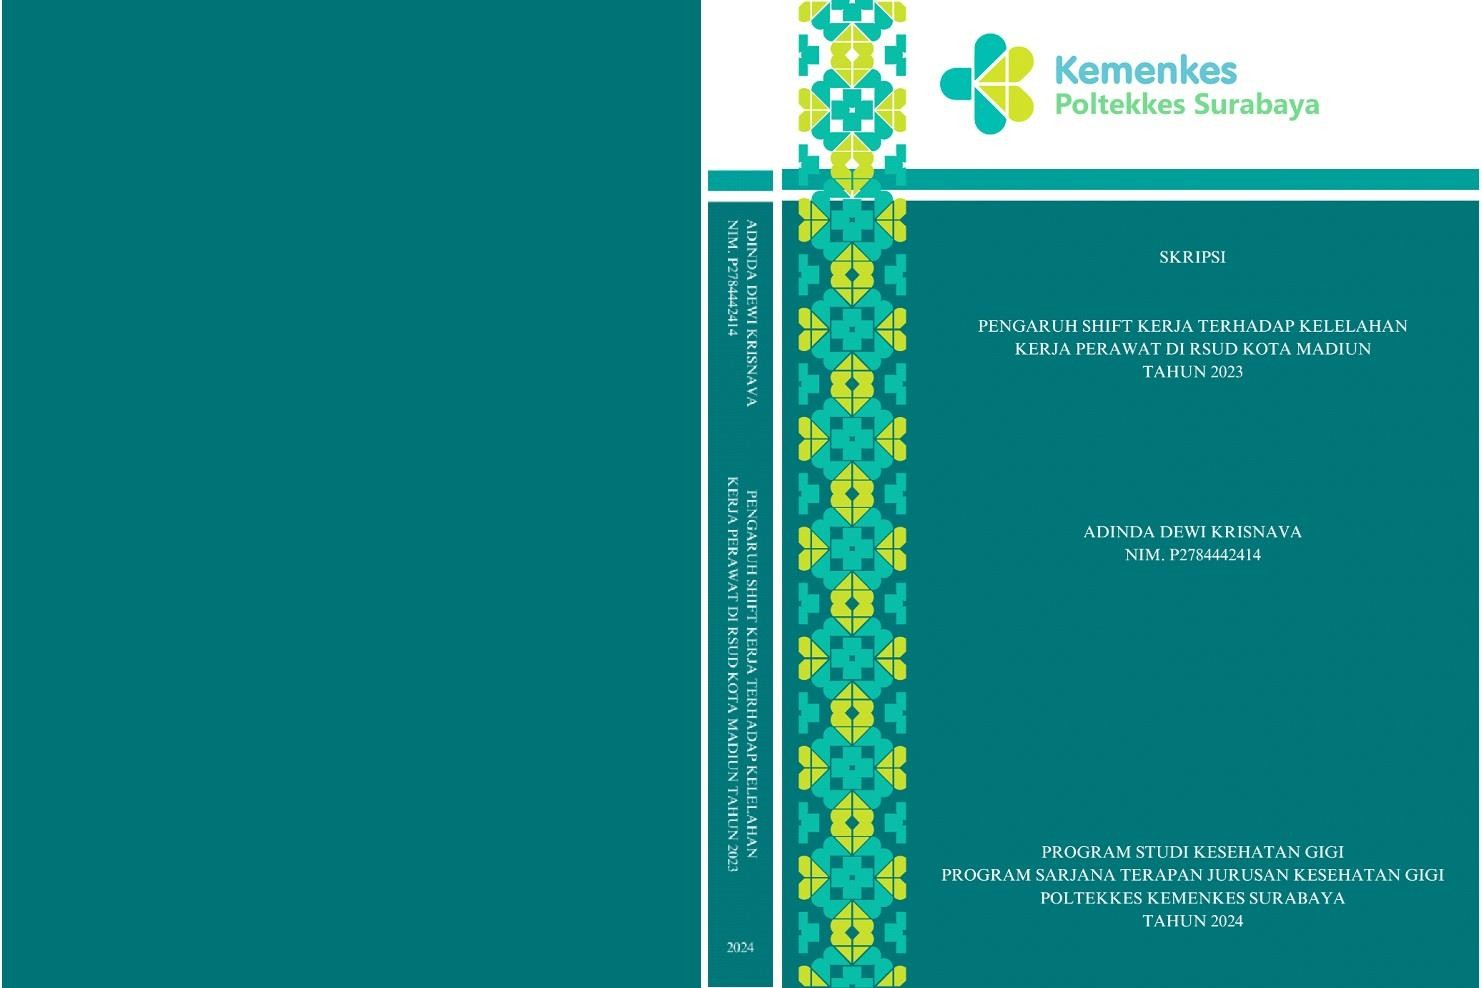 Kemenkes
Poltekkes Surabaya
SKRIPSI
PENGARUH SHIFT KERJA TERHADAP KELELAHAN
KERJA PERAWAT DI RSUD KOTA MADIUN
TAHUN 2023
ADINDA DEWI KRISNAVA
NIM. P2784442414
PROGRAM STUDI KESEHATAN GIGI
PROGRAM SARJANA TERAPAN JURUSAN KESEHATAN GIGI
POLTEKKES KEMENKES SURABAYA
TAHUN 2024
ADINDA DEWI KRISNAVA
NIM. P2784442414
PENGARUH SHIFT KERJA TERHADAP KELELAHAN
KERJA PERAWAT DI RSUD KOTA MADIUN TAHUN 2023
2024